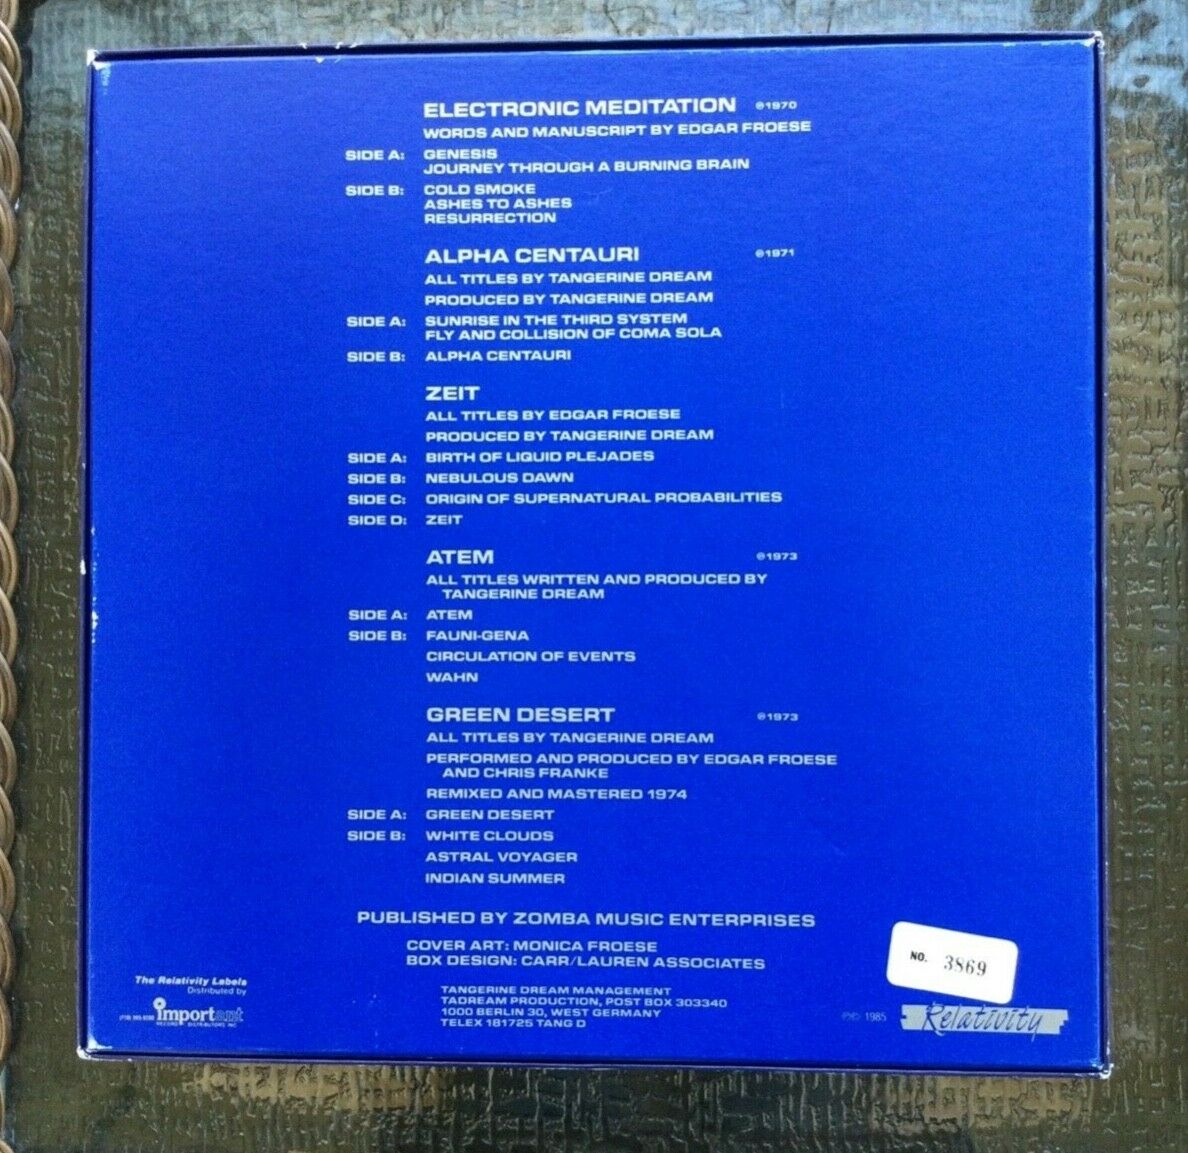 ELECTRONIC MEDITATION ℗1970
WORDS AND MANUSCRIPT BY EDGAR FROESE
SIDE A: GENESIS
JOURNEY THROUGH A BURNING BRAIN
SIDE B: COLD SMOKE
ASHES TO ASHES
RESURRECTION
ALPHA CENTAURI ℗1971
ALL TITLES BY TANGERINE DREAM
PRODUCED BY TANGERINE DREAM
SIDE A: SUNRISE IN THE THIRD SYSTEM
FLY AND COLLISION OF COMA SOLA
SIDE B: ALPHA CENTAURI
ZEIT
ALL TITLES BY EDGAR FROESE
PRODUCED BY TANGERINE DREAM
SIDE A: BIRTH OF LIQUID PLEJADES
SIDE B: NEBULOUS DAWN
SIDE C: ORIGIN OF SUPERNATURAL PROBABILITIES
SIDE D: ZEIT
ATEM ℗1973
ALL TITLES WRITTEN AND PRODUCED BY
TANGERINE DREAM
SIDE A: ATEM
SIDE B: FAUNI-GENA
CIRCULATION OF EVENTS
WAHN
GREEN DESERT ℗1973
ALL TITLES BY TANGERINE DREAM
PERFORMED AND PRODUCED BY EDGAR FROESE
AND CHRIS FRANKE
REMIXED AND MASTERED 1974
SIDE A: GREEN DESERT
SIDE B: WHITE CLOUDS
ASTRAL VOYAGER
INDIAN SUMMER
PUBLISHED BY ZOMBA MUSIC ENTERPRISES
COVER ART: MONICA FROESE
BOX DESIGN: CARR/LAUREN ASSOCIATES
TANGERINE DREAM MANAGEMENT
TADREAM PRODUCTION, POST BOX 303340
1000 BERLIN 30, WEST GERMANY
TELEX 181725 TANG D
The Relativity Labels
Distributed by
important
RECORD DISTRIBUTORS INC
NO. 3869
℗© 1985
Relativity